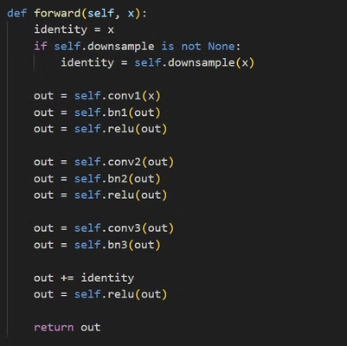 def forward(self, x):
    identity = x
    if self.downsample is not None:
        identity = self.downsample(x)

    out = self.conv1(x)
    out = self.bn1(out)
    out = self.relu(out)

    out = self.conv2(out)
    out = self.bn2(out)
    out = self.relu(out)

    out = self.conv3(out)
    out = self.bn3(out)

    out += identity
    out = self.relu(out)

    return out